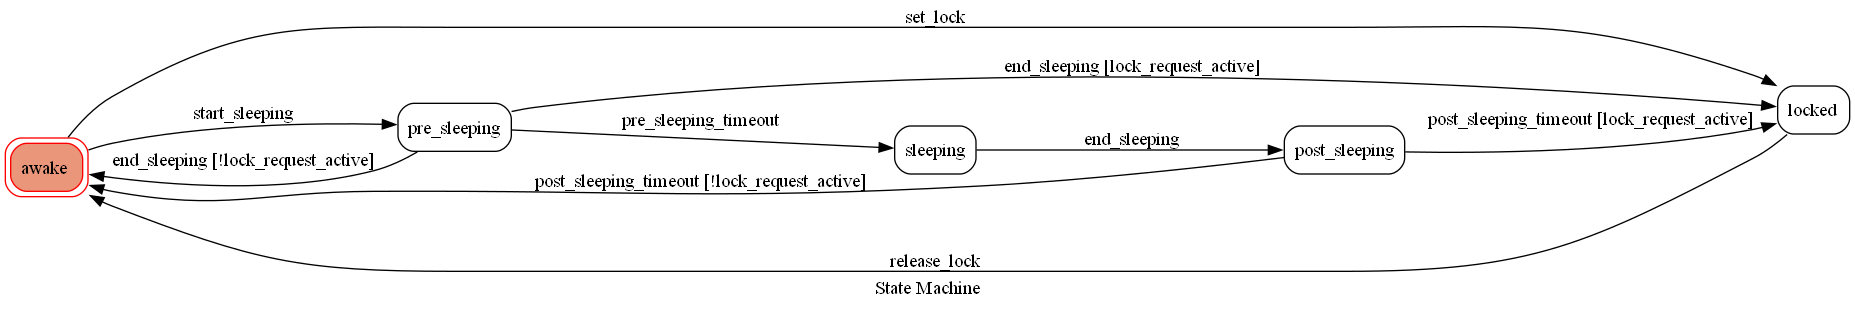 set_lock
end_sleeping [lock_request_active]
start_sleeping
locked
pre_sleeping
pre_sleeping_timeout
post_sleeping_timeout [lock_request_active]
end_sleeping
sleeping
post_sleeping
end_sleeping [!lock_request_active]
awake
post_sleeping_timeout [!lock_request_active]
release_lock
State Machine